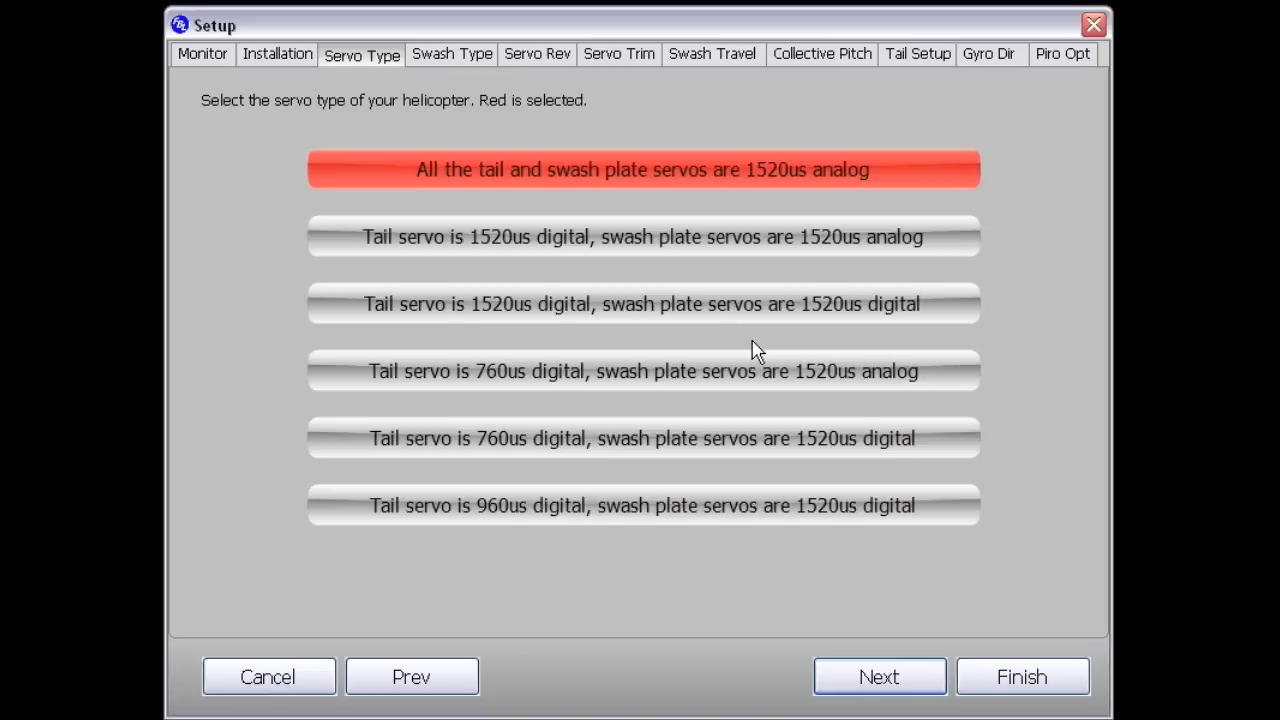 FBL Setup
Monitor Installation Servo Type Swash Type Servo Rev Servo Trim Swash Travel Collective Pitch Tail Setup Gyro Dir Piro Opt
Select the servo type of your helicopter. Red is selected.
All the tail and swash plate servos are 1520us analog
Tail servo is 1520us digital, swash plate servos are 1520us analog
Tail servo is 1520us digital, swash plate servos are 1520us digital
Tail servo is 760us digital, swash plate servos are 1520us analog
Tail servo is 760us digital, swash plate servos are 1520us digital
Tail servo is 960us digital, swash plate servos are 1520us digital
Cancel Prev Next Finish